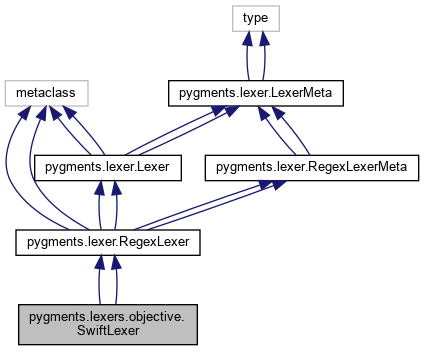 type
metaclass
pygments.lexer.LexerMeta
pygments.lexer.Lexer
pygments.lexer.RegexLexerMeta
pygments.lexer.RegexLexer
pygments.lexers.objective.
SwiftLexer